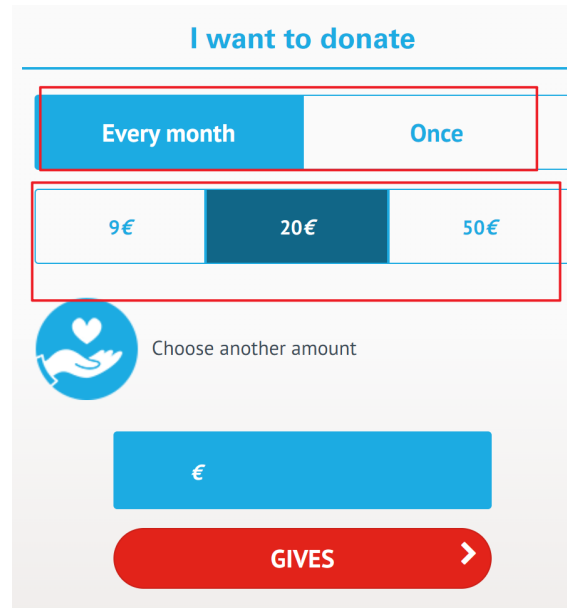 I want to donate
Every month Once
9€ 20€ 50€
Choose another amount
€
GIVES